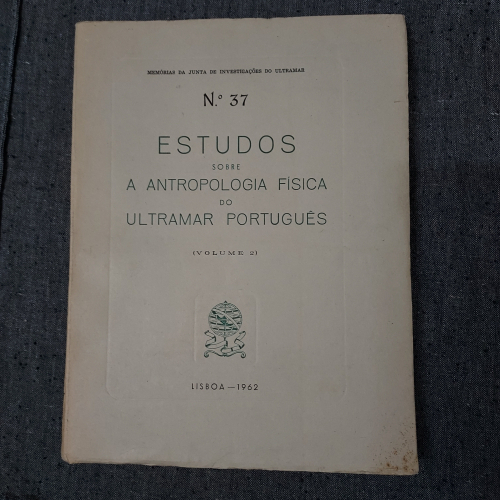 MEMÓRIAS DA JUNTA DE INVESTIGAÇÕES DO ULTRAMAR
N.º 37
ESTUDOS
SOBRE
A ANTROPOLOGIA FÍSICA
DO
ULTRAMAR PORTUGUÊS
(VOLUME 2)
LISBOA — 1962